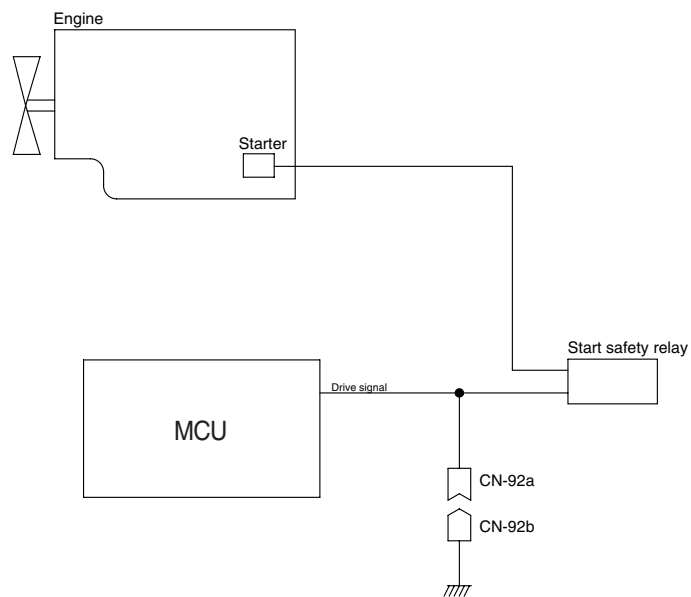 Engine
Starter
Start safety relay
Drive signal
MCU
CN-92a
CN-92b